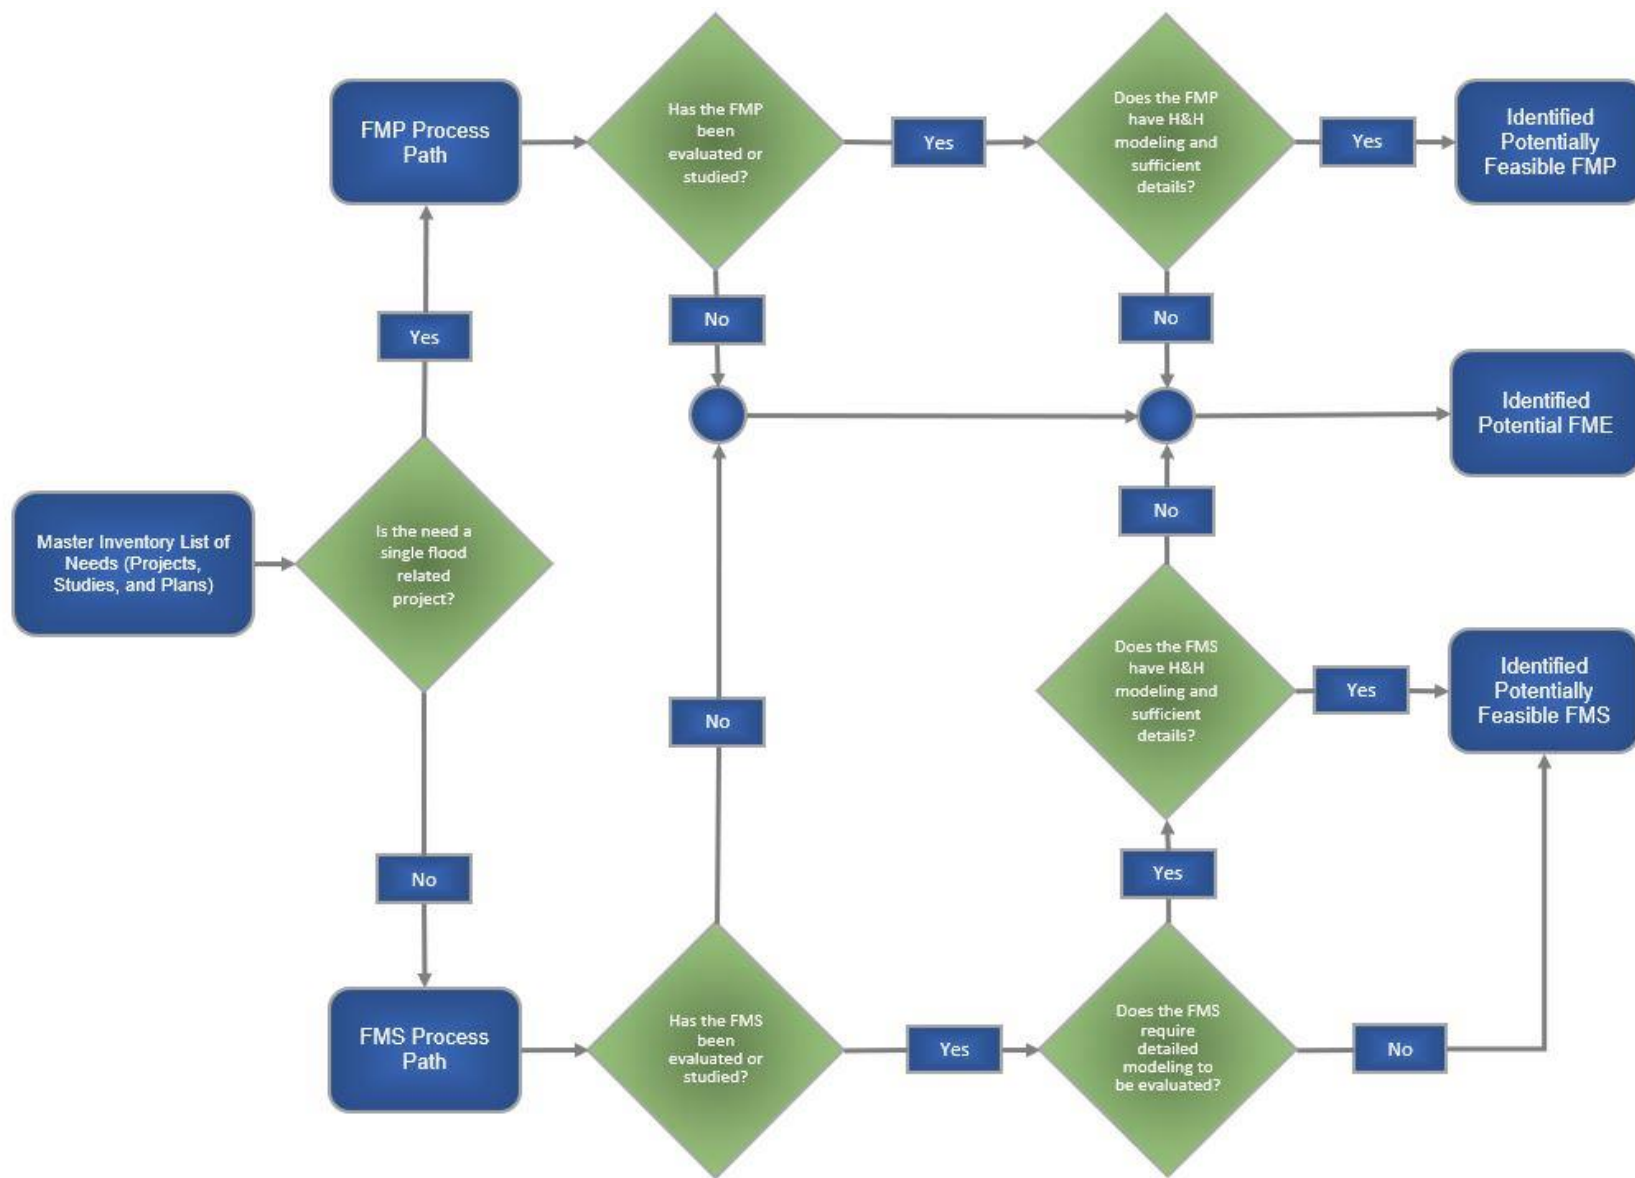 FMP Process
Path
Has the FMP
been
evaluated or
studied?
Yes
Does the FMP
have H&H
modeling and
sufficient
details?
Yes
Identified
Potentially
Feasible FMP
No
No
Yes
Identified
Potential FME
Master Inventory List of
Needs (Projects,
Studies, and Plans)
Is the need a
single flood
related
project?
No
Does the FMS
have H&H
modeling and
sufficient
details?
Yes
Identified
Potentially
Feasible FMS
No
No
Yes
FMS Process
Path
Has the FMS
been
evaluated or
studied?
Yes
Does the FMS
require
detailed
modeling to
be evaluated?
No